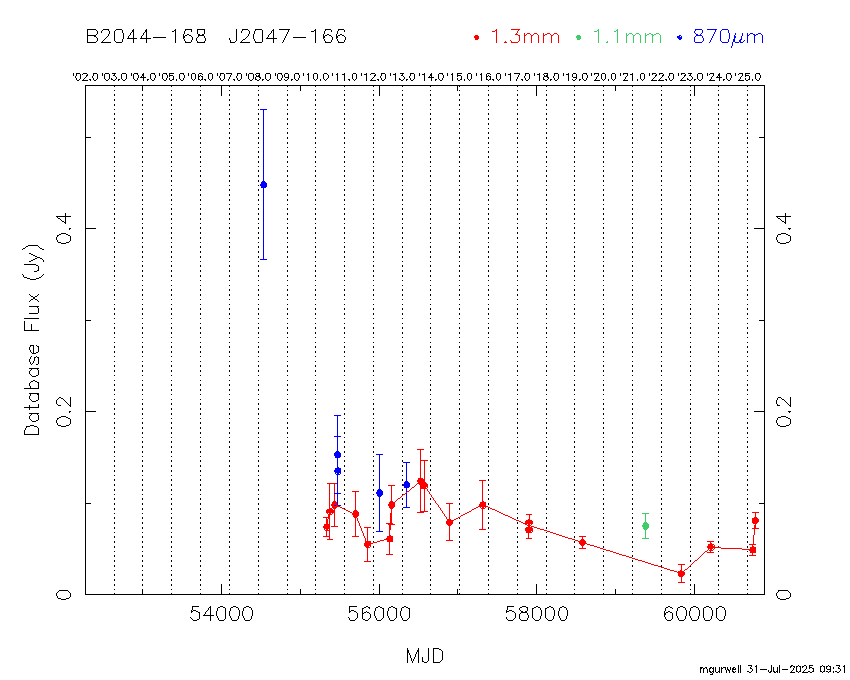 B2044-168 J2047-166 1.3mm 1.1mm 870μm
'02.0 '03.0 '04.0 '05.0 '06.0 '07.0 '08.0 '09.0 '10.0 '11.0 '12.0 '13.0 '14.0 '15.0 '16.0 '17.0 '18.0 '19.0 '20.0 '21.0 '22.0 '23.0 '24.0 '25.0
0.4 0.4
Database Flux (Jy)
0.2 0.2
0 0
54000 56000 58000 60000
MJD
mgurwell 31-Jul-2025 09:31